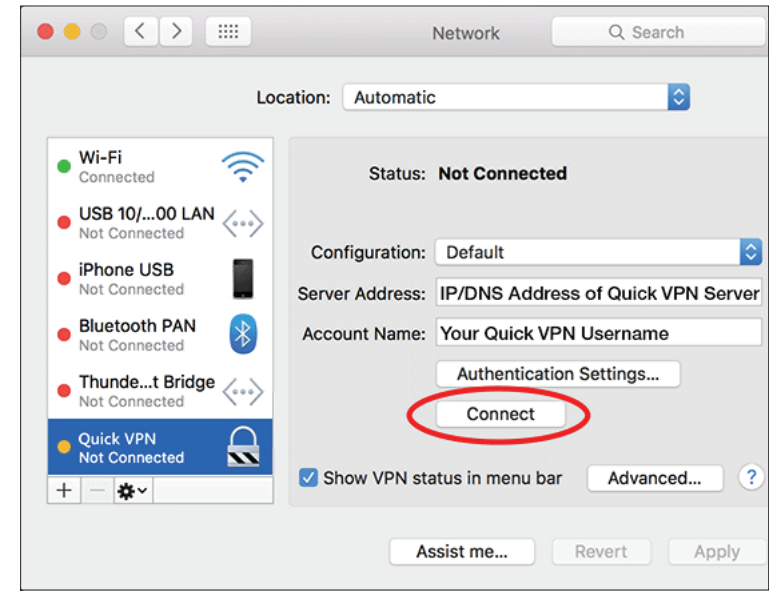 Network
Search
Location: Automatic
Wi-Fi
Connected
USB 10/...00 LAN
Not Connected
iPhone USB
Not Connected
Bluetooth PAN
Not Connected
Thunde...t Bridge
Not Connected
Quick VPN
Not Connected
Status: Not Connected
Configuration: Default
Server Address: IP/DNS Address of Quick VPN Server
Account Name: Your Quick VPN Username
Authentication Settings...
Connect
Show VPN status in menu bar
Advanced...
?
Assist me...
Revert
Apply